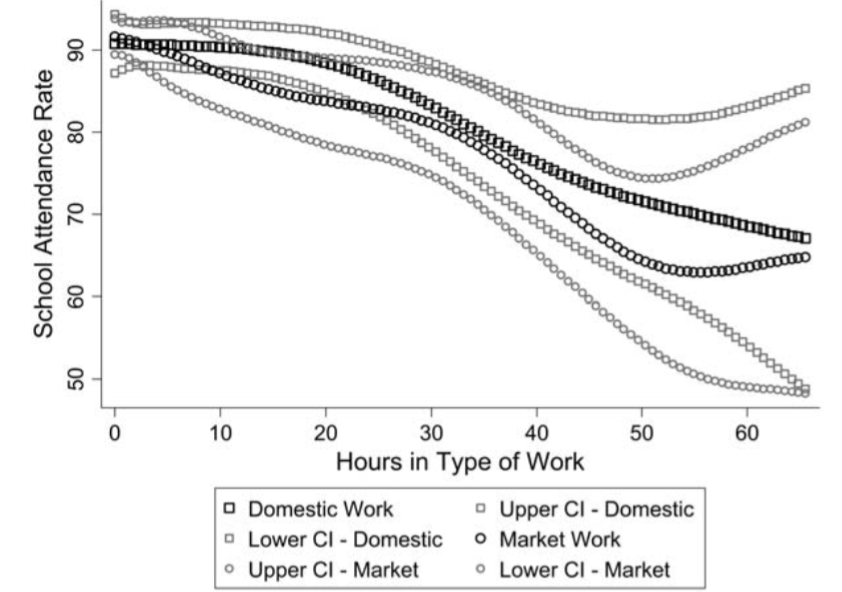 90
80
70
60
50
School Attendance Rate
0 10 20 30 40 50 60
Hours in Type of Work
Domestic Work Upper CI - Domestic
Lower CI - Domestic Market Work
Upper CI - Market Lower CI - Market